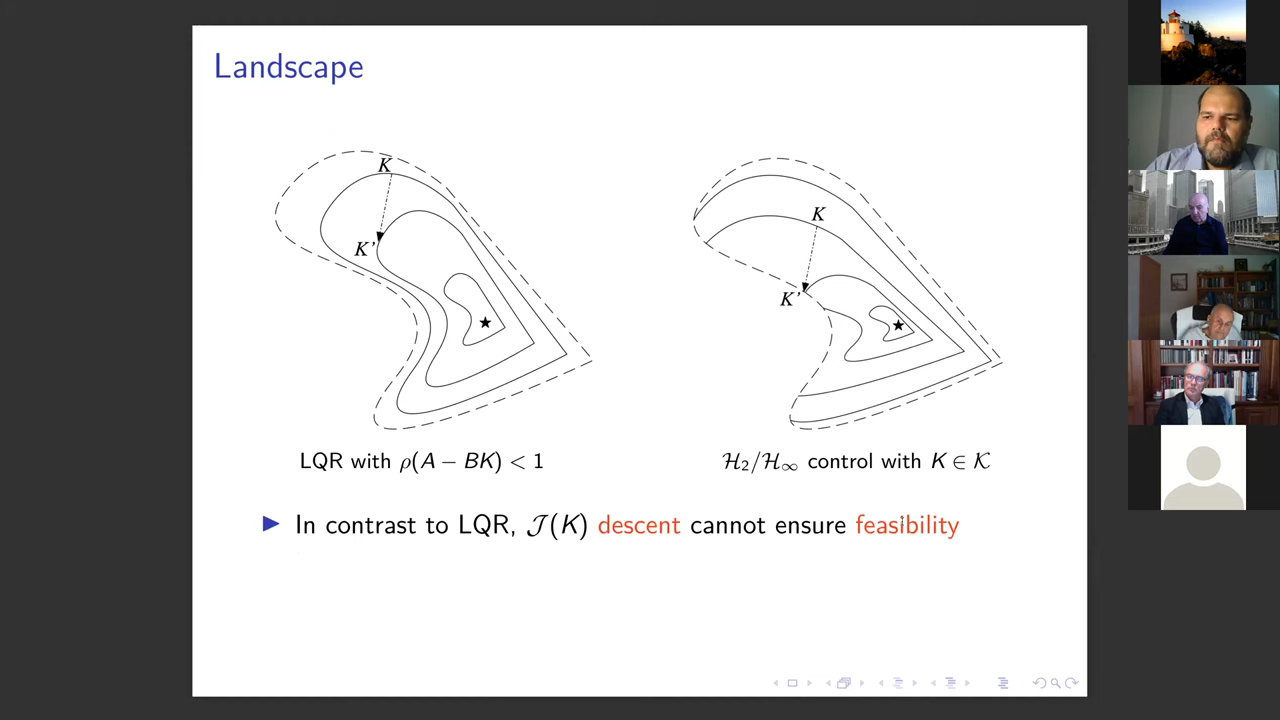 Landscape
K
K'
K
K'
LQR with ρ(A − BK) < 1
ℋ₂/ℋ∞ control with K ∈ 𝒦
In contrast to LQR, 𝒥(K) descent cannot ensure feasibility